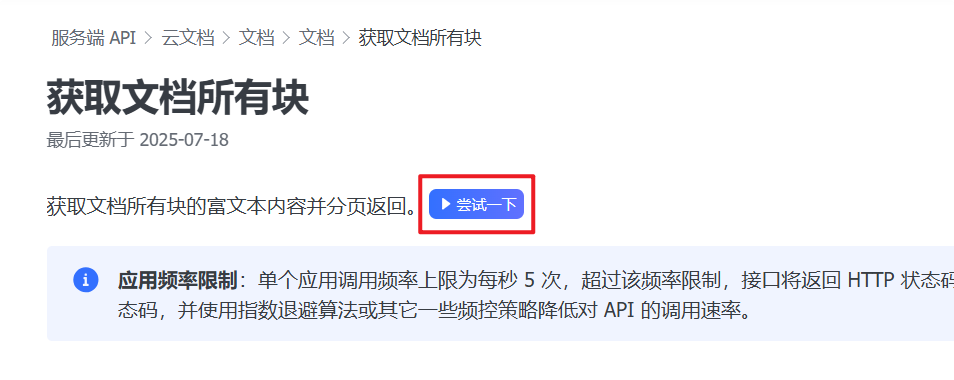 服务端 API > 云文档 > 文档 > 文档 > 获取文档所有块
获取文档所有块
最后更新于 2025-07-18
获取文档所有块的富文本内容并分页返回。 尝试一下
应用频率限制：单个应用调用频率上限为每秒 5 次，超过该频率限制，接口将返回 HTTP 状态码
态码，并使用指数退避算法或其它一些频控策略降低对 API 的调用速率。